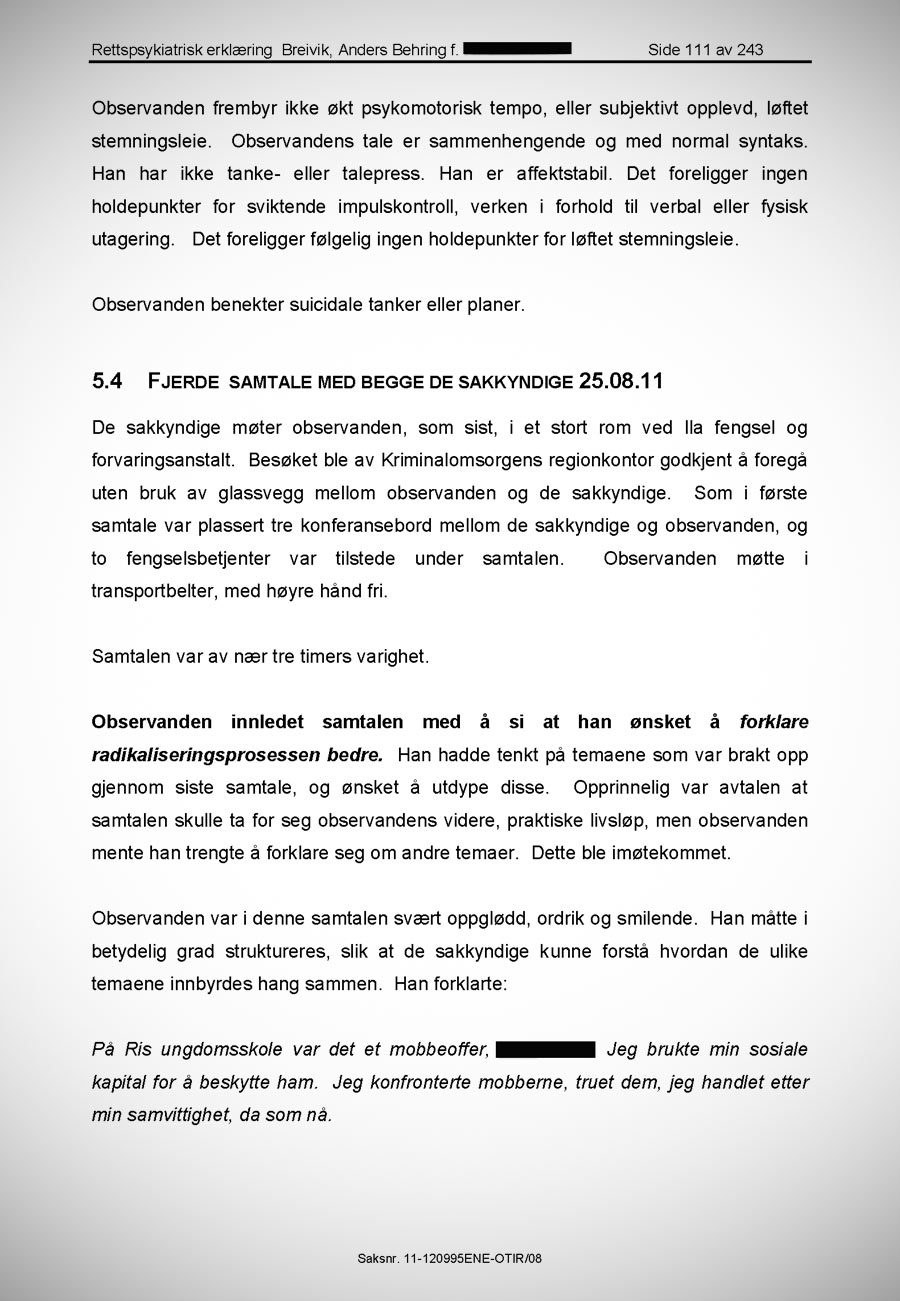 Rettspsykiatrisk erklæring Breivik, Anders Behring f. Side 111 av 243
Observanden frembyr ikke økt psykomotorisk tempo, eller subjektivt opplevd, løftet
stemningsleie. Observandens tale er sammenhengende og med normal syntaks.
Han har ikke tanke- eller talepress. Han er affektstabil. Det foreligger ingen
holdepunkter for sviktende impulskontroll, verken i forhold til verbal eller fysisk
utagering. Det foreligger følgelig ingen holdepunkter for løftet stemningsleie.
Observanden benekter suicidale tanker eller planer.
5.4 FJERDE SAMTALE MED BEGGE DE SAKKYNDIGE 25.08.11
De sakkyndige møter observanden, som sist, i et stort rom ved Ila fengsel og
forvaringsanstalt. Besøket ble av Kriminalomsorgens regionkontor godkjent å foregå
uten bruk av glassvegg mellom observanden og de sakkyndige. Som i første
samtale var plassert tre konferansebord mellom de sakkyndige og observanden, og
to fengselsbetjenter var tilstede under samtalen. Observanden møtte i
transportbelter, med høyre hånd fri.
Samtalen var av nær tre timers varighet.
Observanden innledet samtalen med å si at han ønsket å forklare
radikaliseringsprosessen bedre. Han hadde tenkt på temaene som var brakt opp
gjennom siste samtale, og ønsket å utdype disse. Opprinnelig var avtalen at
samtalen skulle ta for seg observandens videre, praktiske livsløp, men observanden
mente han trengte å forklare seg om andre temaer. Dette ble imøtekommet.
Observanden var i denne samtalen svært oppglødd, ordrik og smilende. Han måtte i
betydelig grad struktureres, slik at de sakkyndige kunne forstå hvordan de ulike
temaene innbyrdes hang sammen. Han forklarte:
På Ris ungdomsskole var det et mobbeoffer, Jeg brukte min sosiale
kapital for å beskytte ham. Jeg konfronterte mobberne, truet dem, jeg handlet etter
min samvittighet, da som nå.
Saksnr. 11-120995ENE-OTIR/08